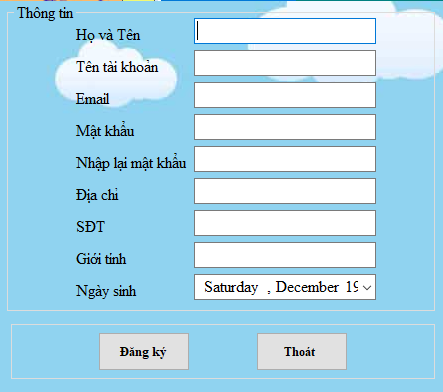 Thông tin
Họ và Tên
Tên tài khoản
Email
Mật khẩu
Nhập lại mật khẩu
Địa chỉ
SĐT
Giới tính
Ngày sinh Saturday , December 19
Đăng ký Thoát